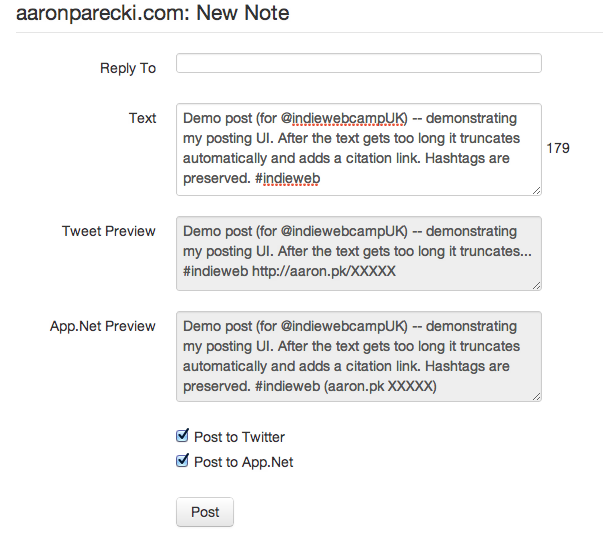 aaronparecki.com: New Note
Reply To
Text
Demo post (for @indiewebcampUK) -- demonstrating
my posting UI. After the text gets too long it truncates
automatically and adds a citation link. Hashtags are
preserved. #indieweb
179
Tweet Preview
Demo post (for @indiewebcampUK) -- demonstrating
my posting UI. After the text gets too long it truncates...
#indieweb http://aaron.pk/XXXXX
App.Net Preview
Demo post (for @indiewebcampUK) -- demonstrating
my posting UI. After the text gets too long it truncates
automatically and adds a citation link. Hashtags are
preserved. #indieweb (aaron.pk XXXXX)
Post to Twitter
Post to App.Net
Post